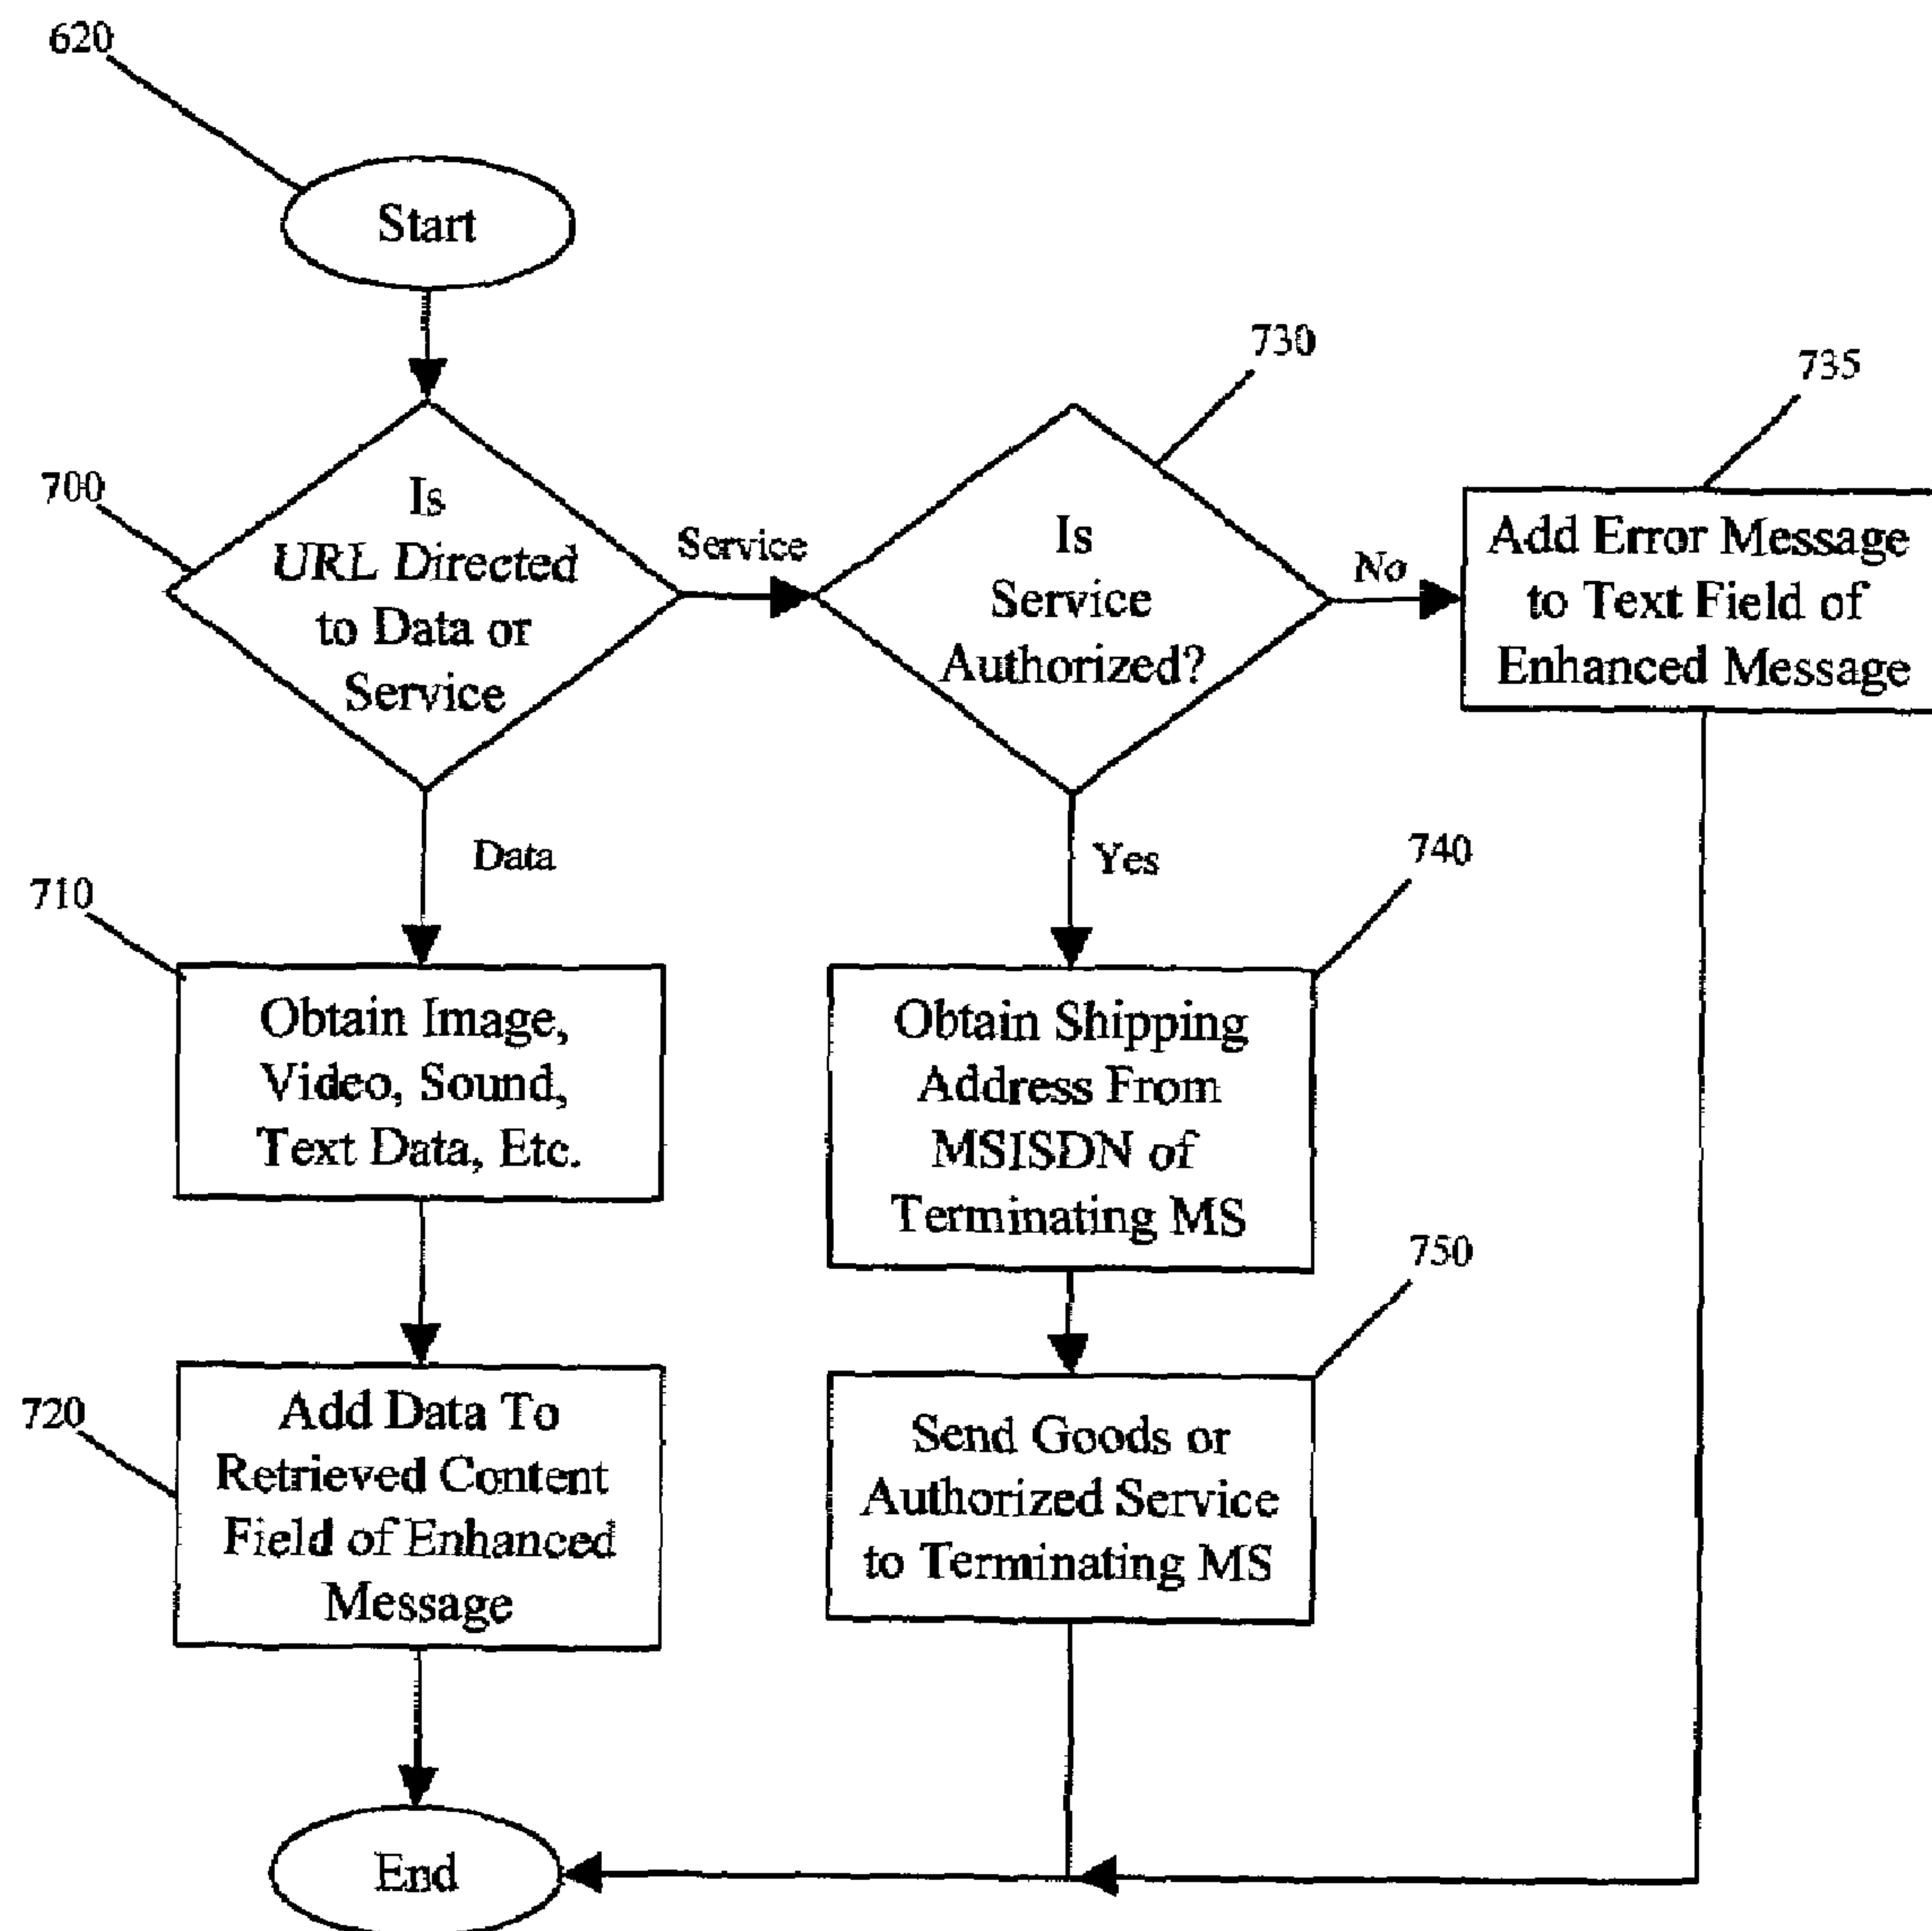 620
Start
730
735
700
Is
URL Directed
to Data or
Service
Service
Is
Service
Authorized?
No
Add Error Message
to Text Field of
Enhanced Message
Data
Yes
740
710
Obtain Image,
Video, Sound,
Text Data, Etc.
Obtain Shipping
Address From
MSISDN of
Terminating MS
750
720
Add Data To
Retrieved Content
Field of Enhanced
Message
Send Goods or
Authorized Service
to Terminating MS
End